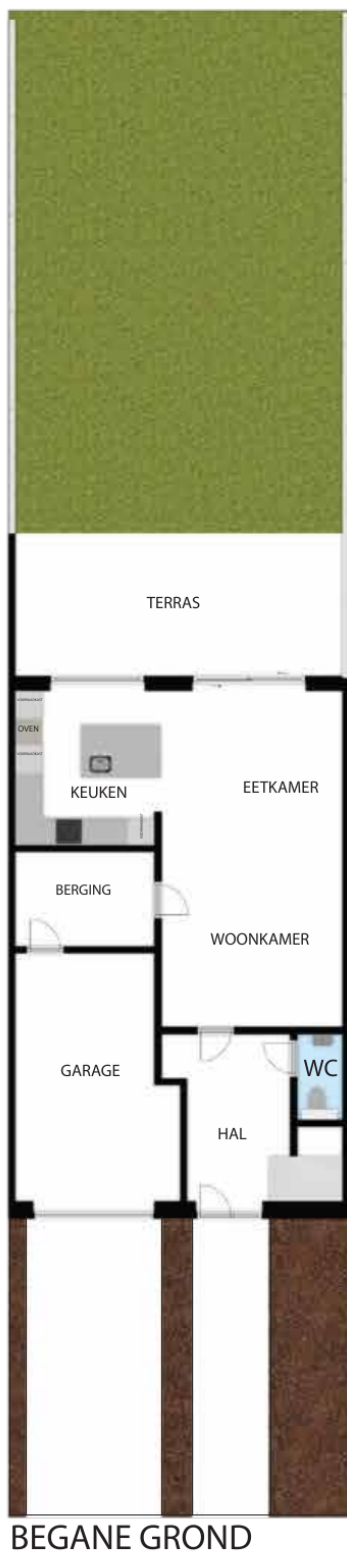 TERRAS
OVEN
KEUKEN
EETKAMER
BERGING
WOONKAMER
GARAGE
WC
HAL
BEGANE GROND